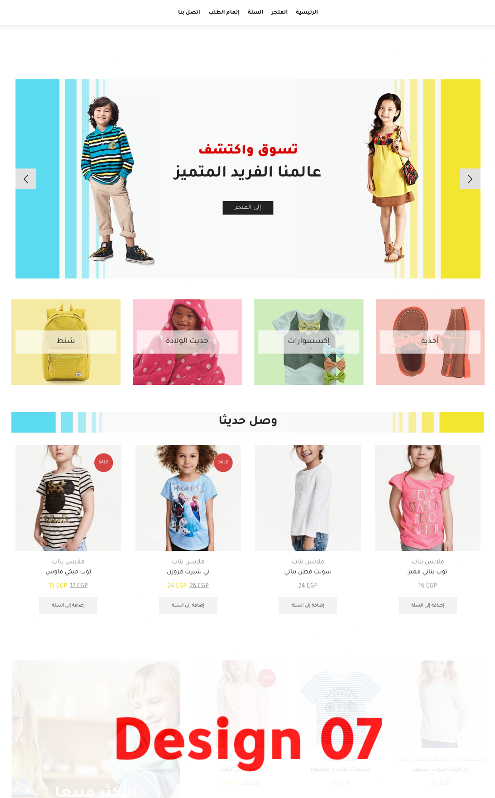 الرئيسية المتجر السلة إتمام الطلب اتصل بنا
تسوق واكتشف
عالمنا الفريد المتميز
إلى المتجر
أحذية
إكسسوارات
حديث الولادة
شنط
وصل حديثا
SALE
SALE
ملابس بنات
توب بناتي مميز
16 EGP
إضافة إلى السلة
ملابس بنات
سويت قطن بناتي
24 EGP
إضافة إلى السلة
ملابس بنات
تي شيرت فروزن
24 EGP 26 EGP
إضافة إلى السلة
ملابس بنات
توب ميكي ماوس
16 EGP 17 EGP
إضافة إلى السلة
Design 07
الأكثر مبيعا